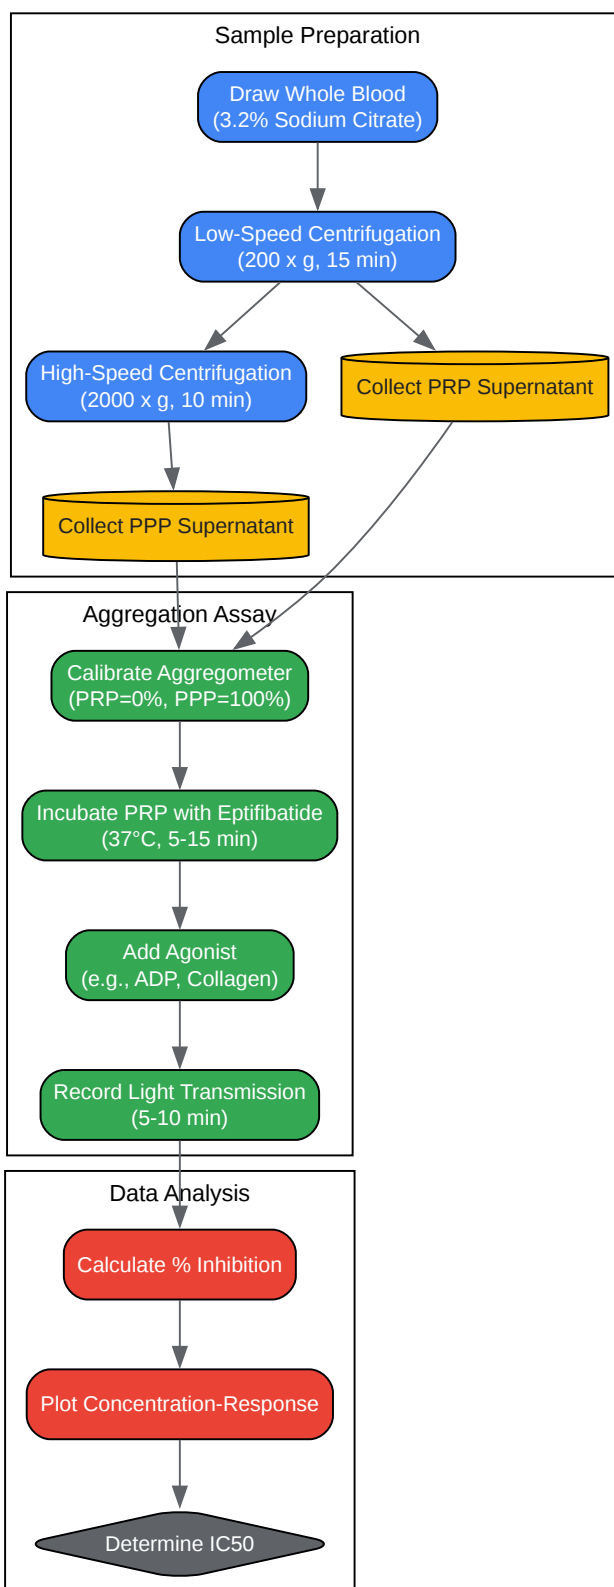 Sample Preparation
Draw Whole Blood
(3.2% Sodium Citrate)
Low-Speed Centrifugation
(200 x g, 15 min)
High-Speed Centrifugation
(2000 x g, 10 min)
Collect PRP Supernatant
Collect PPP Supernatant
Aggregation Assay
Calibrate Aggregometer
(PRP=0%, PPP=100%)
Incubate PRP with Eptifibatide
(37°C, 5-15 min)
Add Agonist
(e.g., ADP, Collagen)
Record Light Transmission
(5-10 min)
Data Analysis
Calculate % Inhibition
Plot Concentration-Response
Determine IC50